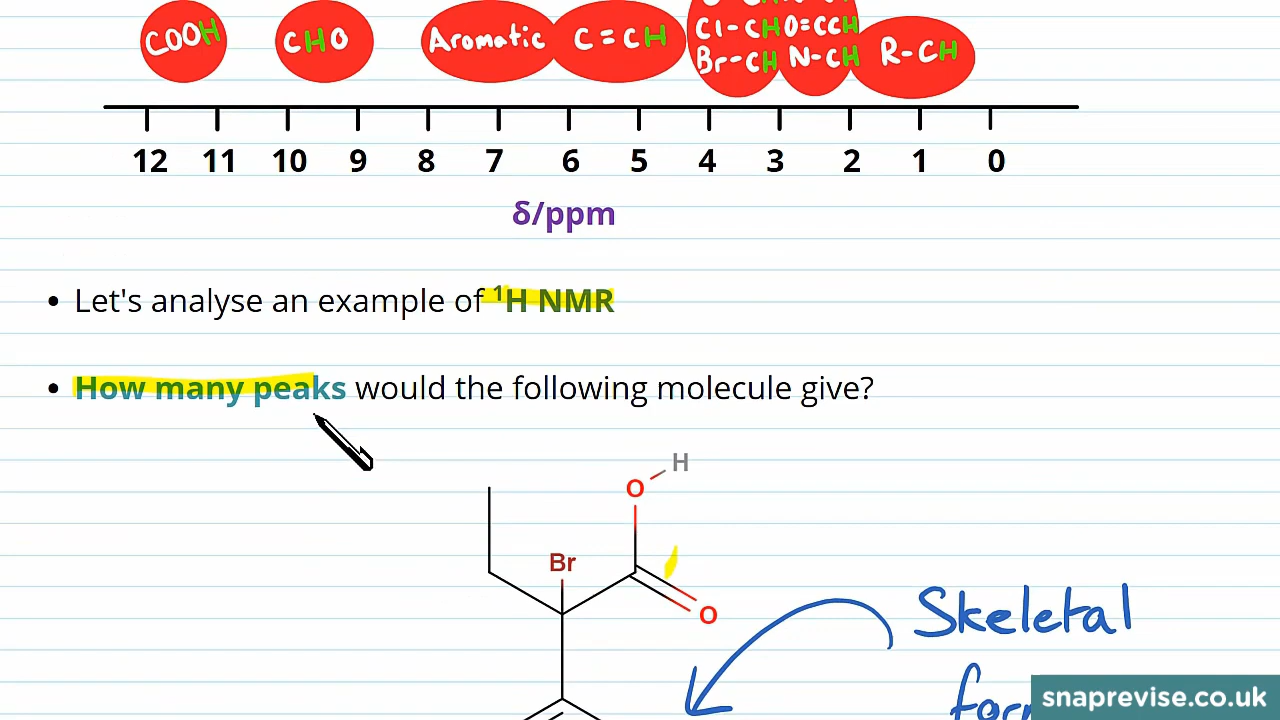 COOH CHO Aromatic C=CH Cl-CH O=CCH R-CH
Br-CH N-CH
12 11 10 9 8 7 6 5 4 3 2 1 0
δ/ppm
• Let's analyse an example of ¹H NMR
• How many peaks would the following molecule give?
H
O
Br
O
Skeletal
snaprevise.co.uk